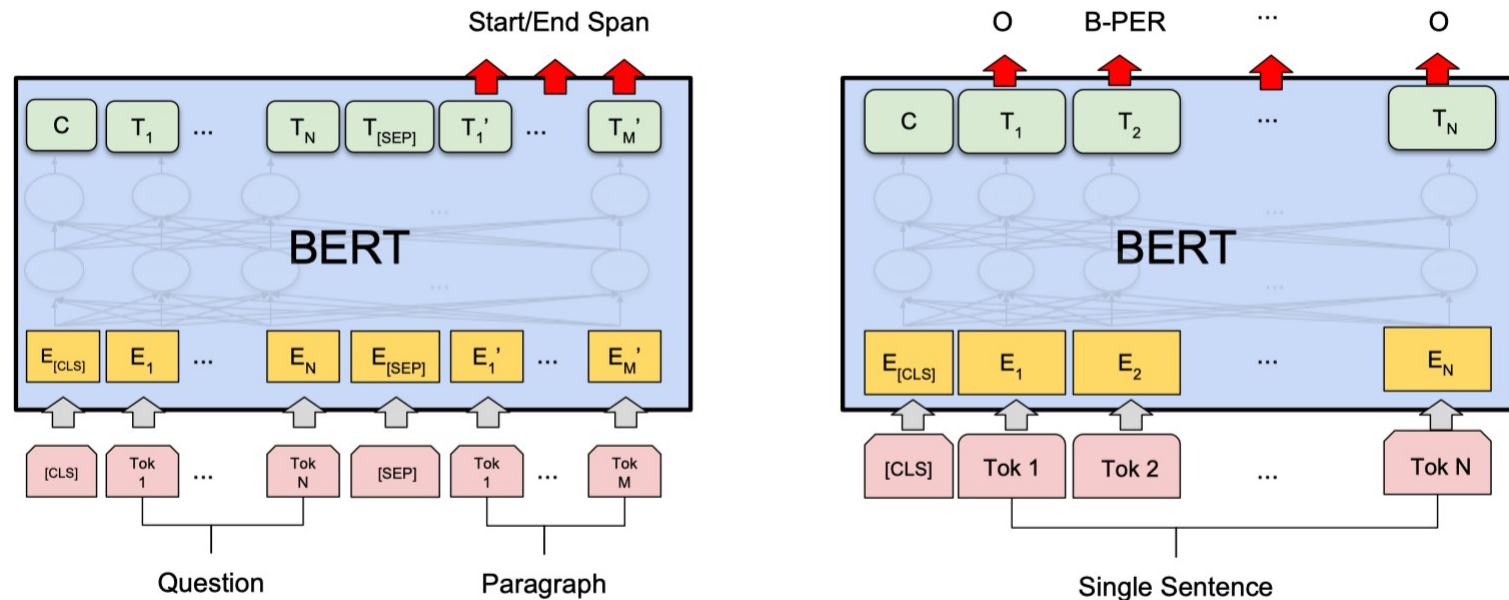 Start/End Span
C T1 ... TN T[SEP] T1' ... TM'
...
BERT
...
E[CLS] E1 ... EN E[SEP] E1' ... EM'
[CLS] Tok 1 ... Tok N [SEP] Tok 1 ... Tok M
Question Paragraph
O B-PER ... O
C T1 T2 ... TN
...
BERT
...
E[CLS] E1 E2 ... EN
[CLS] Tok 1 Tok 2 ... Tok N
Single Sentence